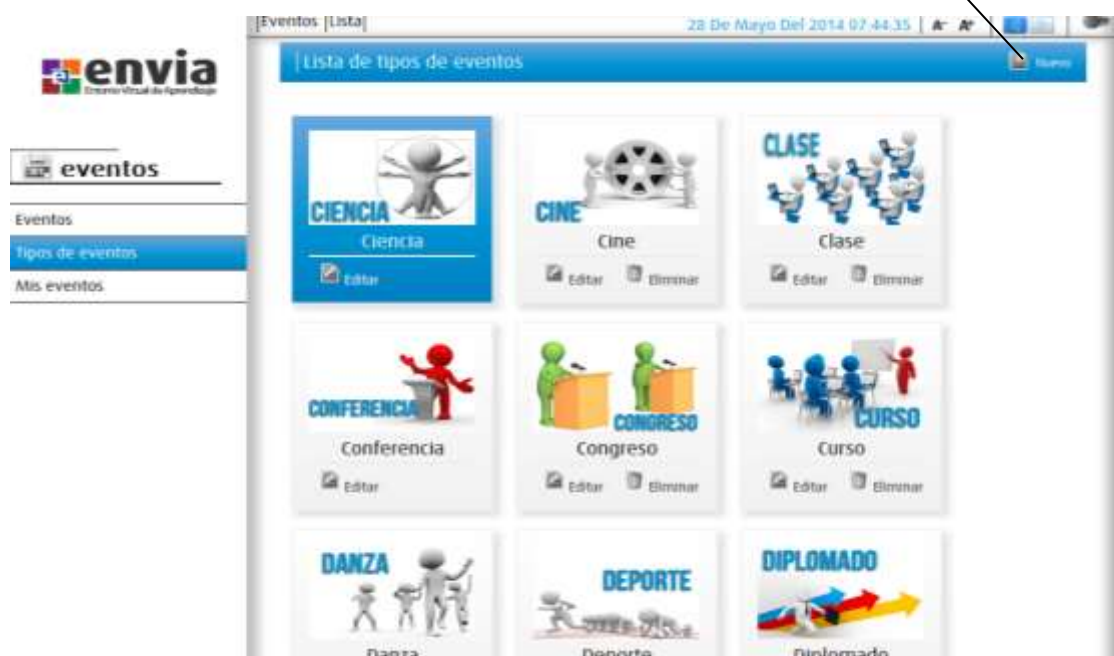 |Eventos |Lista|
28 De Mayo Del 2014 07:44:35 | A- A+
envia
Entorno Virtual de Aprendizaje
eventos
Eventos
Tipos de eventos
Mis eventos
|Lista de tipos de eventos
Nuevo
CIENCIA
Ciencia
Editar
CINE
Cine
Editar Eliminar
CLASE
Clase
Editar Eliminar
CONFERENCIA
Conferencia
Editar
CONGRESO
Congreso
Editar Eliminar
CURSO
Curso
Editar Eliminar
DANZA
Danza
DEPORTE
Deporte
DIPLOMADO
Diplomado